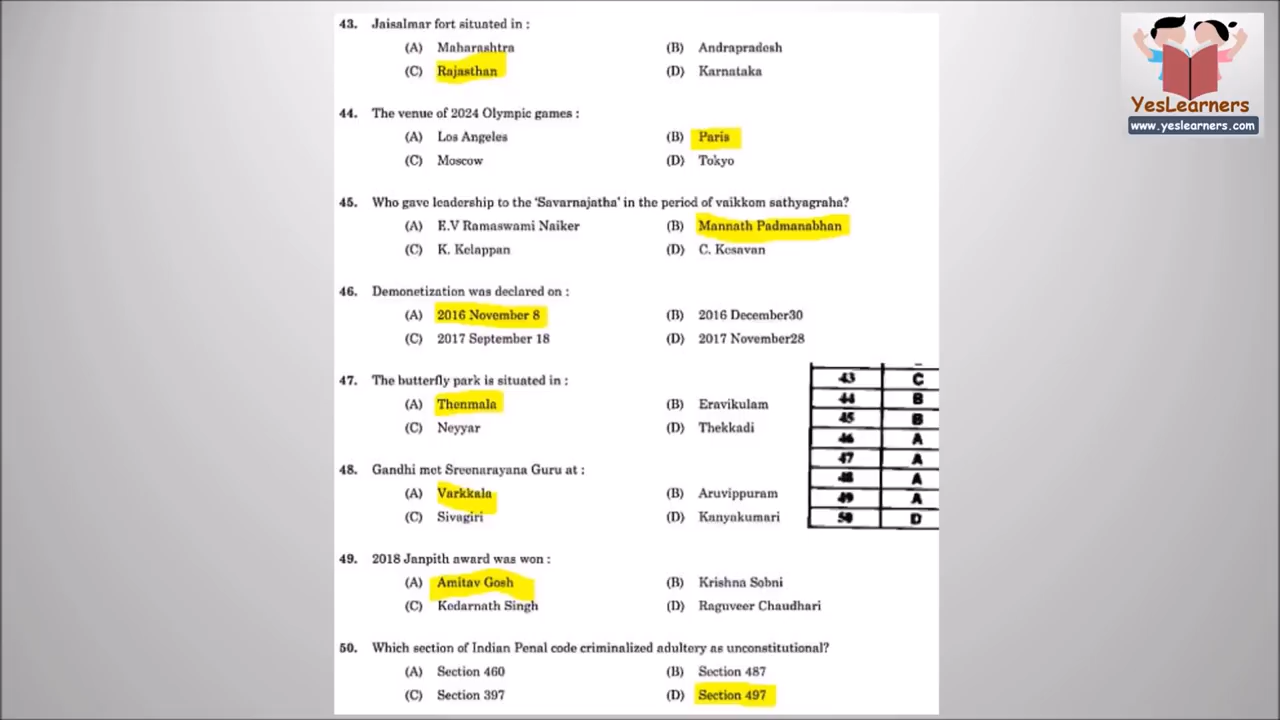 43. Jaisalmar fort situated in :
(A) Maharashtra (B) Andrapradesh
(C) Rajasthan (D) Karnataka
44. The venue of 2024 Olympic games :
(A) Los Angeles (B) Paris
(C) Moscow (D) Tokyo
45. Who gave leadership to the ‘Savarnajatha’ in the period of vaikkom sathyagraha?
(A) E.V Ramaswami Naiker (B) Mannath Padmanabhan
(C) K. Kelappan (D) C. Kesavan
46. Demonetization was declared on :
(A) 2016 November 8 (B) 2016 December30
(C) 2017 September 18 (D) 2017 November28
47. The butterfly park is situated in :
(A) Thenmala (B) Eravikulam
(C) Neyyar (D) Thekkadi
48. Gandhi met Sreenarayana Guru at :
(A) Varkkala (B) Aruvippuram
(C) Sivagiri (D) Kanyakumari
49. 2018 Janpith award was won :
(A) Amitav Gosh (B) Krishna Sobni
(C) Kedarnath Singh (D) Raguveer Chaudhari
50. Which section of Indian Penal code criminalized adultery as unconstitutional?
(A) Section 460 (B) Section 487
(C) Section 397 (D) Section 497
43 C
44 B
45 B
46 A
47 A
48 A
49 A
50 D
YesLearners
www.yeslearners.com